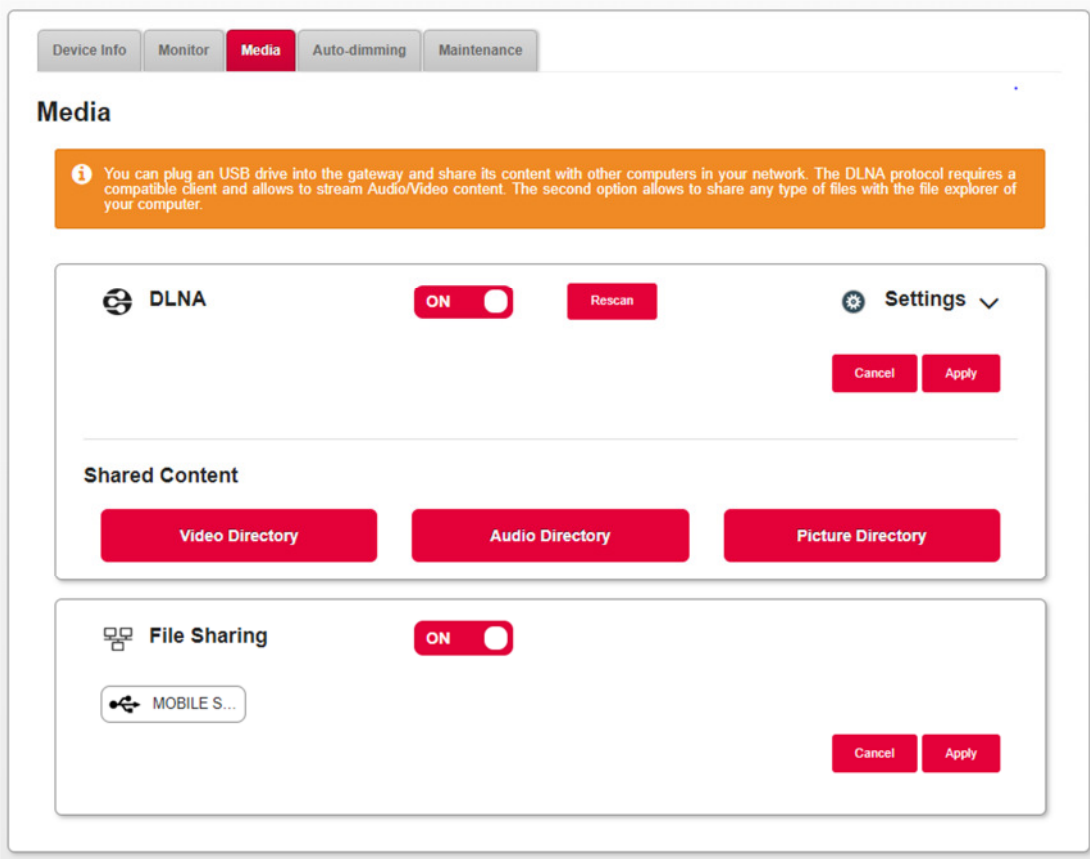 Device Info Monitor Media Auto-dimming Maintenance
Media
You can plug an USB drive into the gateway and share its content with other computers in your network. The DLNA protocol requires a
compatible client and allows to stream Audio/Video content. The second option allows to share any type of files with the file explorer of
your computer.
DLNA ON Rescan Settings
Cancel Apply
Shared Content
Video Directory Audio Directory Picture Directory
File Sharing ON
MOBILE S...
Cancel Apply